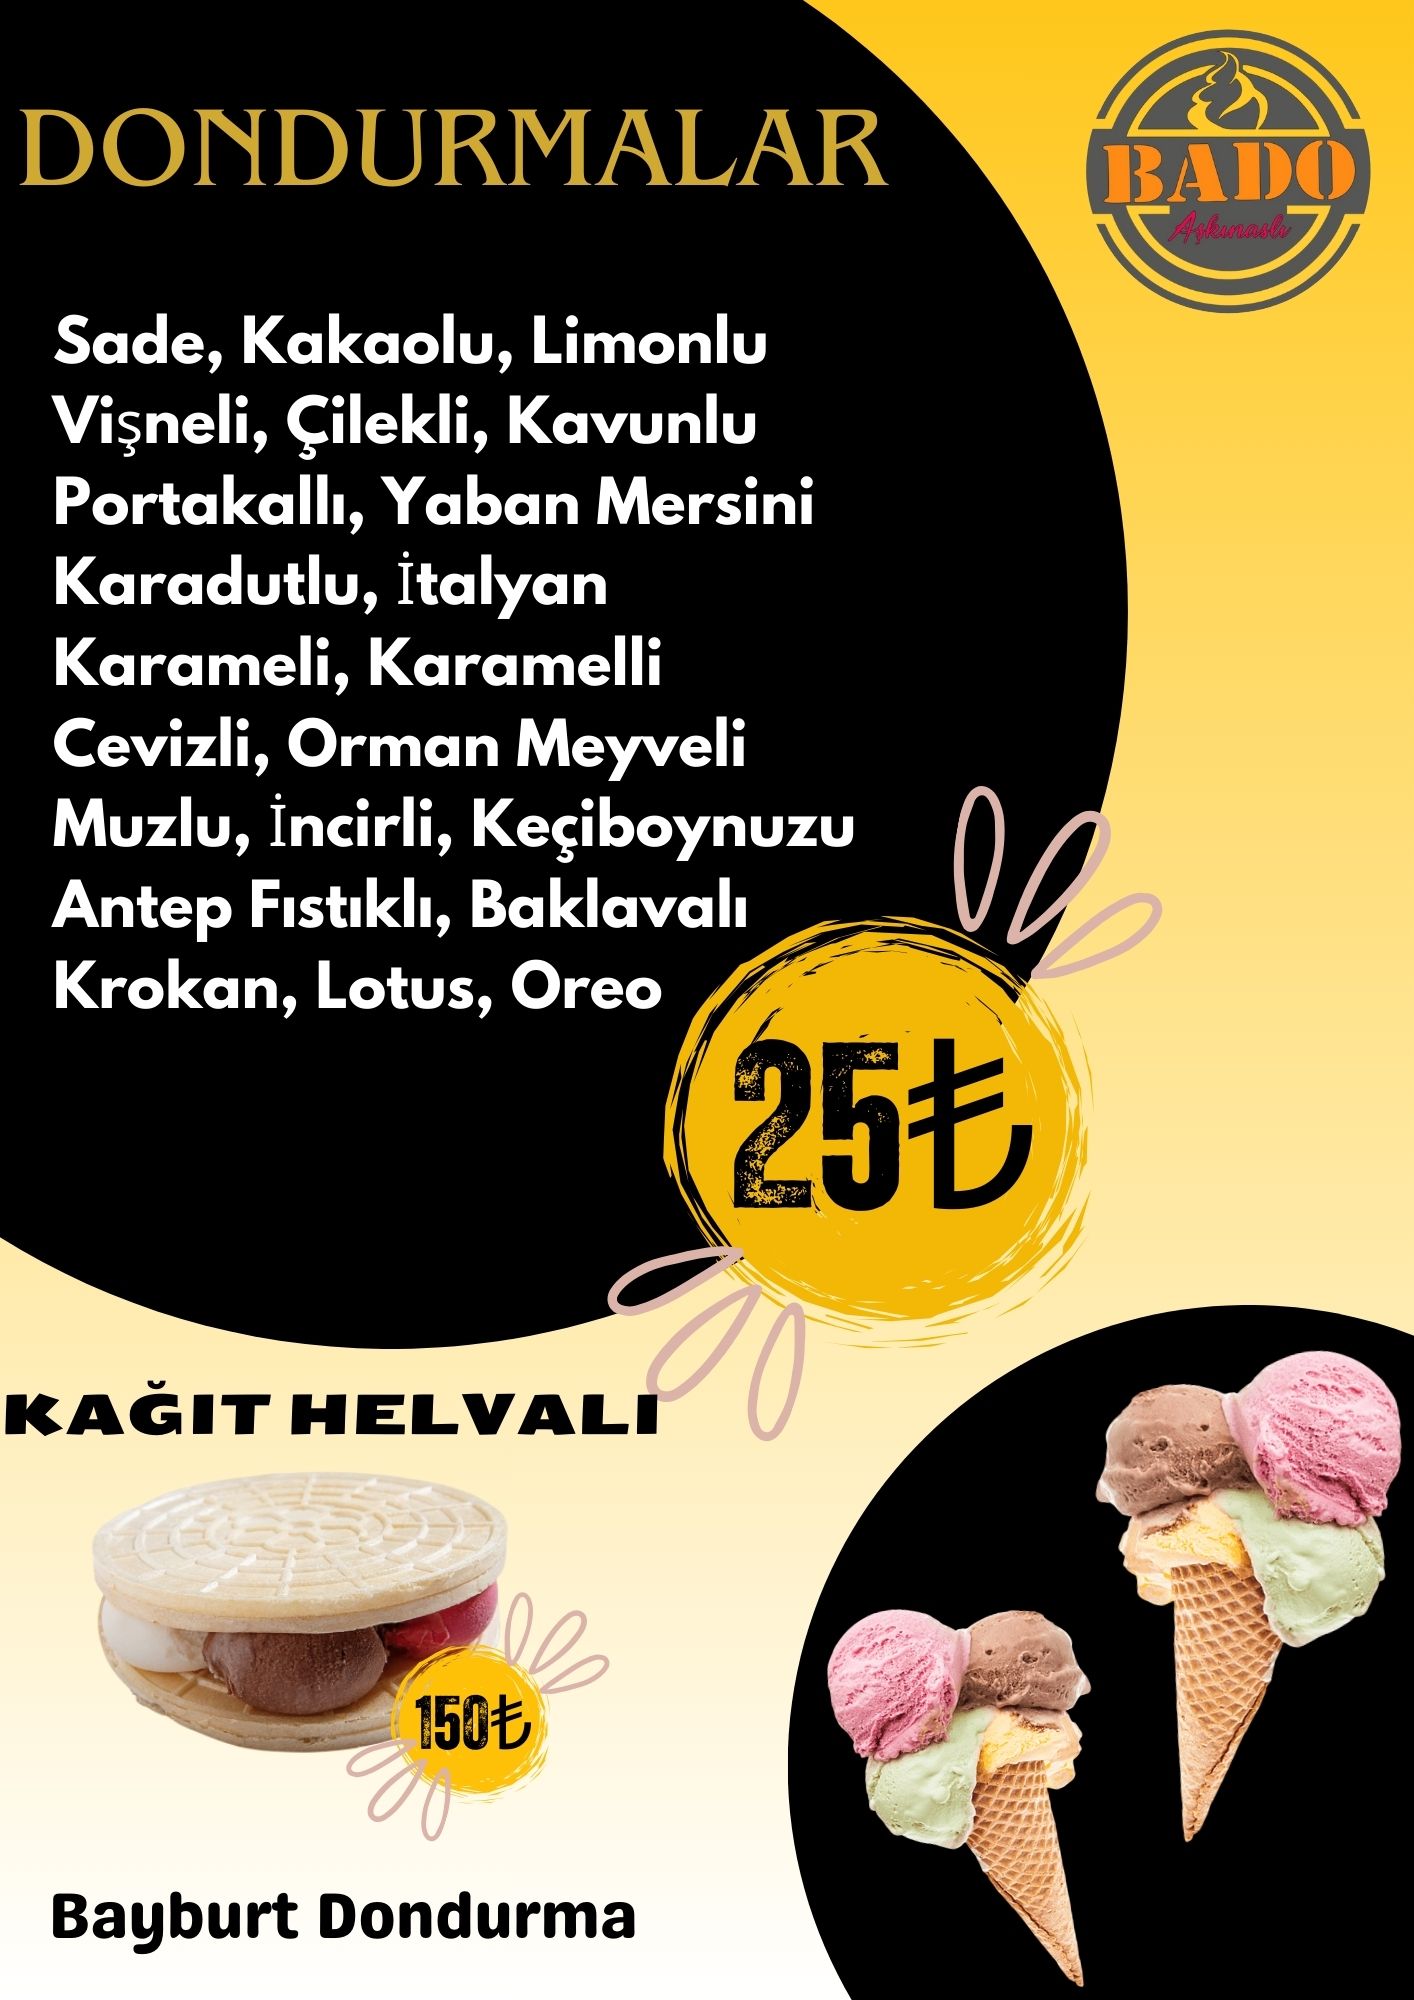 DONDURMALAR
BADO
Aşkınaslı
Sade, Kakaolu, Limonlu
Vişneli, Çilekli, Kavunlu
Portakallı, Yaban Mersini
Karadutlu, İtalyan
Karameli, Karamelli
Cevizli, Orman Meyveli
Muzlu, İncirli, Keçiboynuzu
Antep Fıstıklı, Baklavalı
Krokan, Lotus, Oreo
25₺
KAĞIT HELVALI
150₺
Bayburt Dondurma